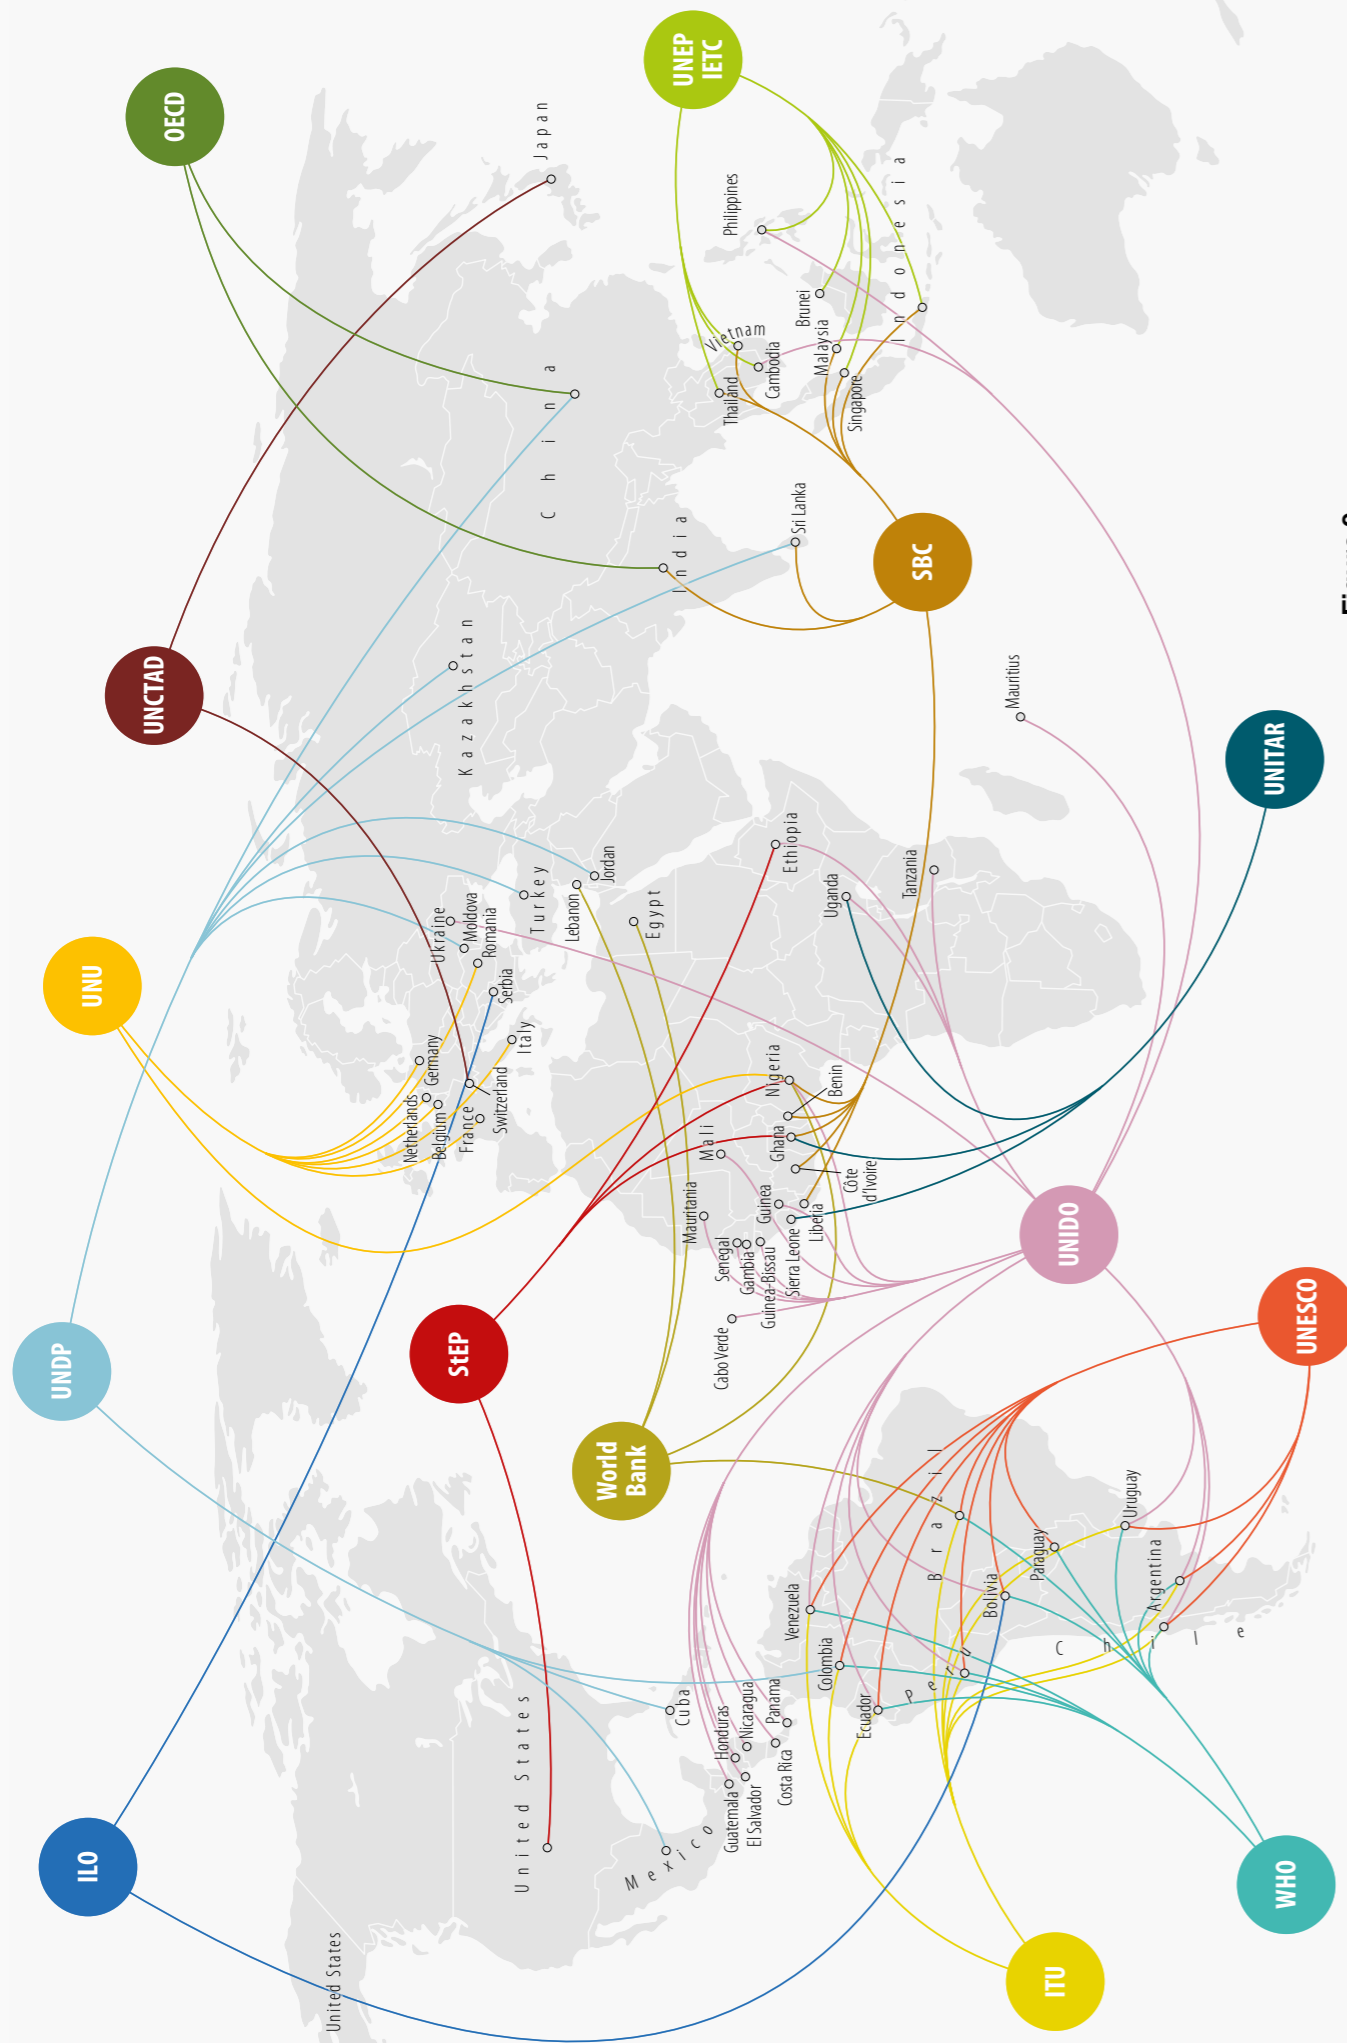 ILO
UNDP
UNU
UNCTAD
OECD
StEP
World
Bank
UNEP
IETC
SBC
ITU
WHO
UNESCO
UNIDO
UNITAR
United States
United States
Mexico
Cuba
Guatemala
Honduras
El Salvador
Nicaragua
Costa Rica
Panama
Venezuela
Colombia
Ecuador
Peru
Brazil
Bolivia
Paraguay
Chile
Argentina
Uruguay
Netherlands
Belgium
Germany
France
Switzerland
Italy
Serbia
Romania
Moldova
Ukraine
Turkey
Lebanon
Jordan
Egypt
Kazakhstan
China
Japan
India
Sri Lanka
Thailand
Vietnam
Cambodia
Philippines
Brunei
Malaysia
Singapore
Indonesia
Cabo Verde
Mauritania
Senegal
Gambia
Guinea-Bissau
Guinea
Sierra Leone
Liberia
Mali
Côte
d'Ivoire
Ghana
Benin
Nigeria
Ethiopia
Uganda
Tanzania
Mauritius